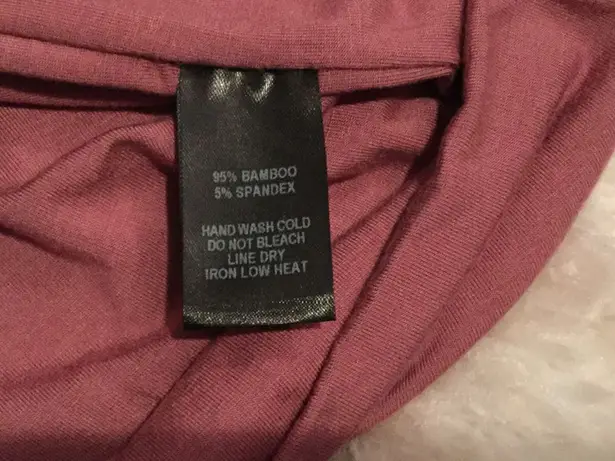 95% BAMBOO
5% SPANDEX
HAND WASH COLD
DO NOT BLEACH
LINE DRY
IRON LOW HEAT